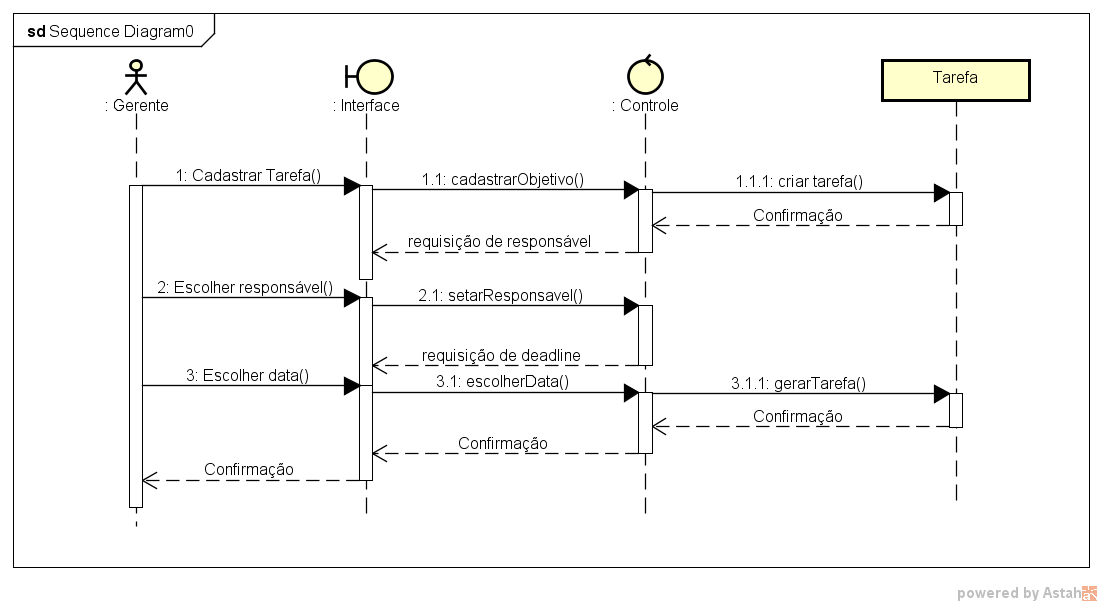 sd Sequence Diagram0
: Gerente
: Interface
: Controle
Tarefa
1: Cadastrar Tarefa()
1.1: cadastrarObjetivo()
1.1.1: criar tarefa()
Confirmação
requisição de responsável
2: Escolher responsável()
2.1: setarResponsavel()
requisição de deadline
3: Escolher data()
3.1: escolherData()
3.1.1: gerarTarefa()
Confirmação
Confirmação
Confirmação
powered by Astah